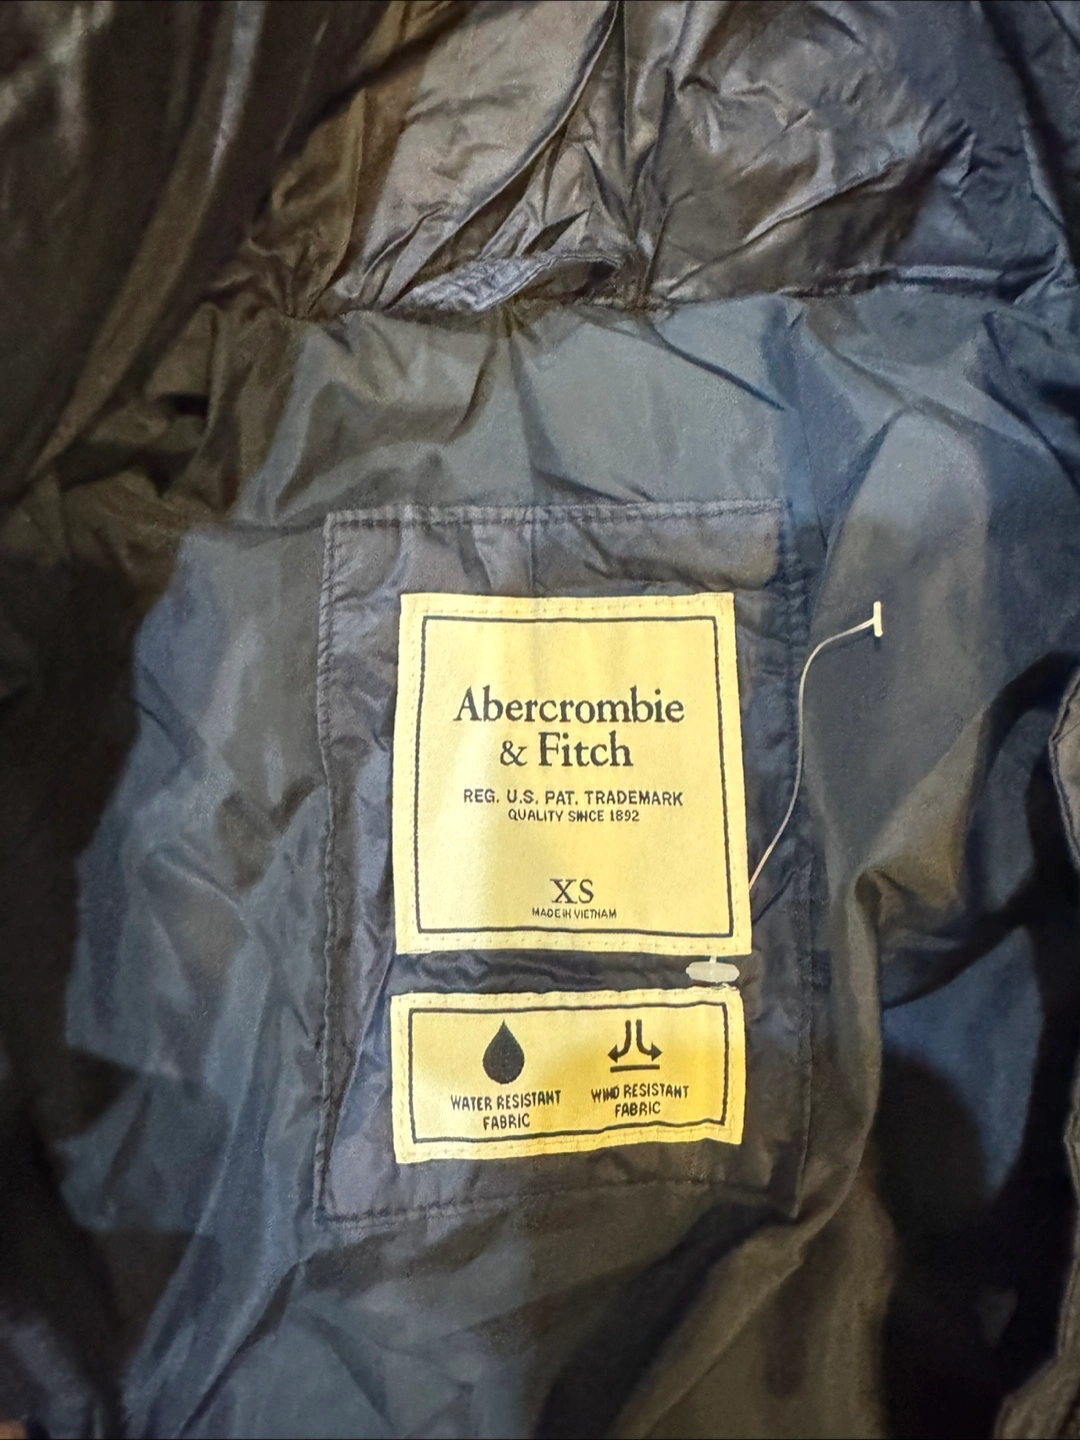 Abercrombie
& Fitch
REG. U.S. PAT. TRADEMARK
QUALITY SINCE 1892
XS
MADE IN VIETNAM
WATER RESISTANT
FABRIC
WIND RESISTANT
FABRIC